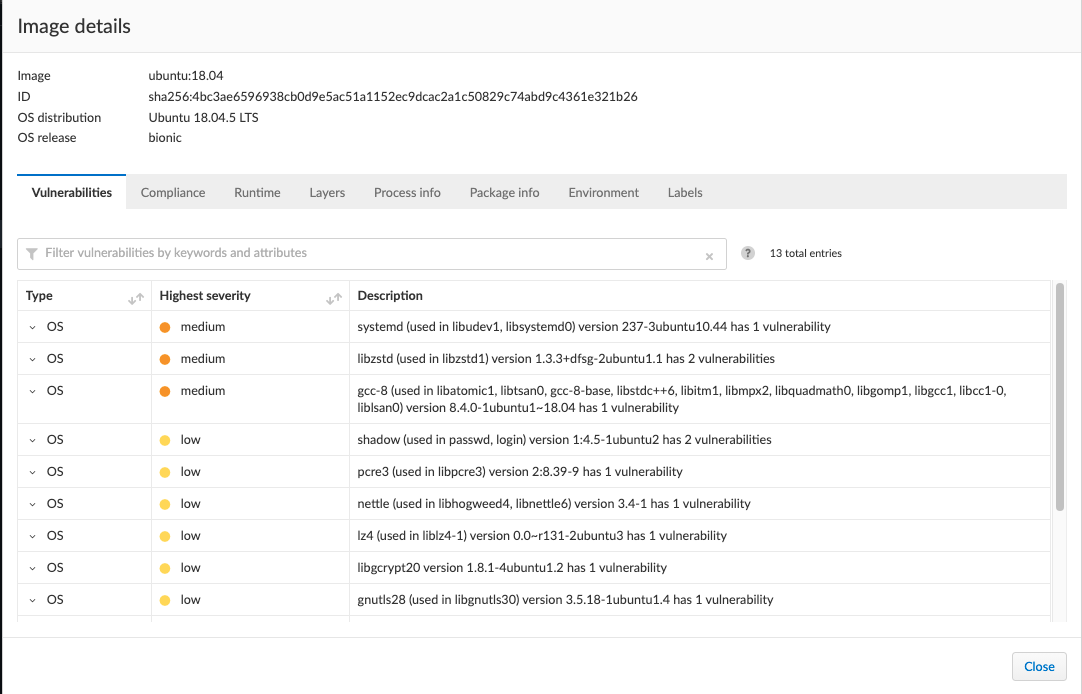 Image details
Image ubuntu:18.04
ID sha256:4bc3ae6596938cb0d9e5ac51a1152ec9dcac2a1c50829c74abd9c4361e321b26
OS distribution Ubuntu 18.04.5 LTS
OS release bionic
Vulnerabilities Compliance Runtime Layers Process info Package info Environment Labels
Filter vulnerabilities by keywords and attributes × ? 13 total entries
Type Highest severity Description
OS medium systemd (used in libudev1, libsystemd0) version 237-3ubuntu10.44 has 1 vulnerability
OS medium libzstd (used in libzstd1) version 1.3.3+dfsg-2ubuntu1.1 has 2 vulnerabilities
OS medium gcc-8 (used in libatomic1, libtsan0, gcc-8-base, libstdc++6, libitm1, libmpx2, libquadmath0, libgomp1, libgcc1, libcc1-0,
liblsan0) version 8.4.0-1ubuntu1~18.04 has 1 vulnerability
OS low shadow (used in passwd, login) version 1:4.5-1ubuntu2 has 2 vulnerabilities
OS low pcre3 (used in libpcre3) version 2:8.39-9 has 1 vulnerability
OS low nettle (used in libhogweed4, libnettle6) version 3.4-1 has 1 vulnerability
OS low lz4 (used in liblz4-1) version 0.0~r131-2ubuntu3 has 1 vulnerability
OS low libgcrypt20 version 1.8.1-4ubuntu1.2 has 1 vulnerability
OS low gnutls28 (used in libgnutls30) version 3.5.18-1ubuntu1.4 has 1 vulnerability
Close